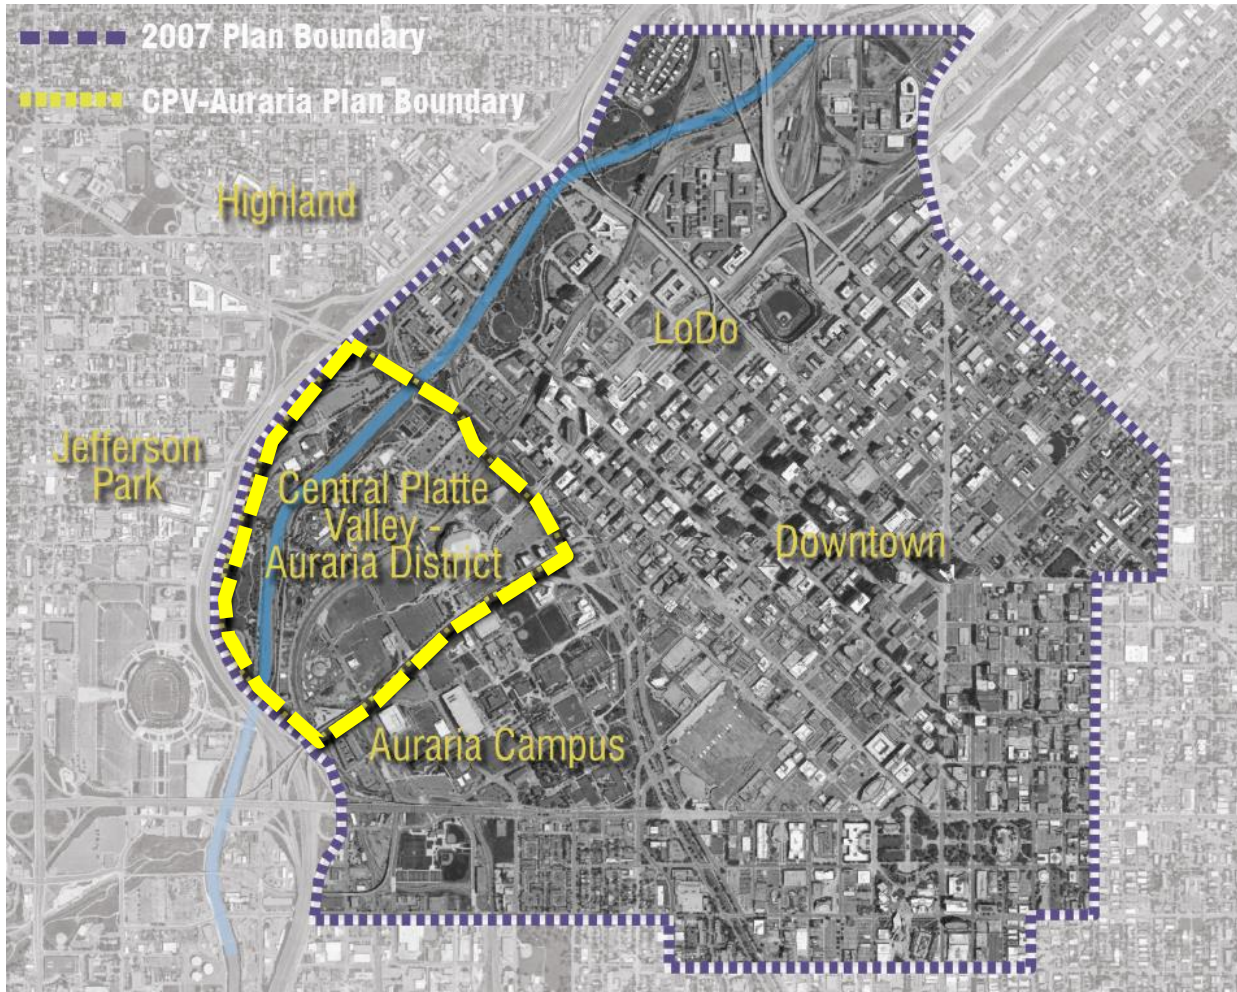 2007 Plan Boundary
CPV-Auraria Plan Boundary
Highland
LoDo
Jefferson
Park
Central Platte
Valley -
Auraria District
Downtown
Auraria Campus